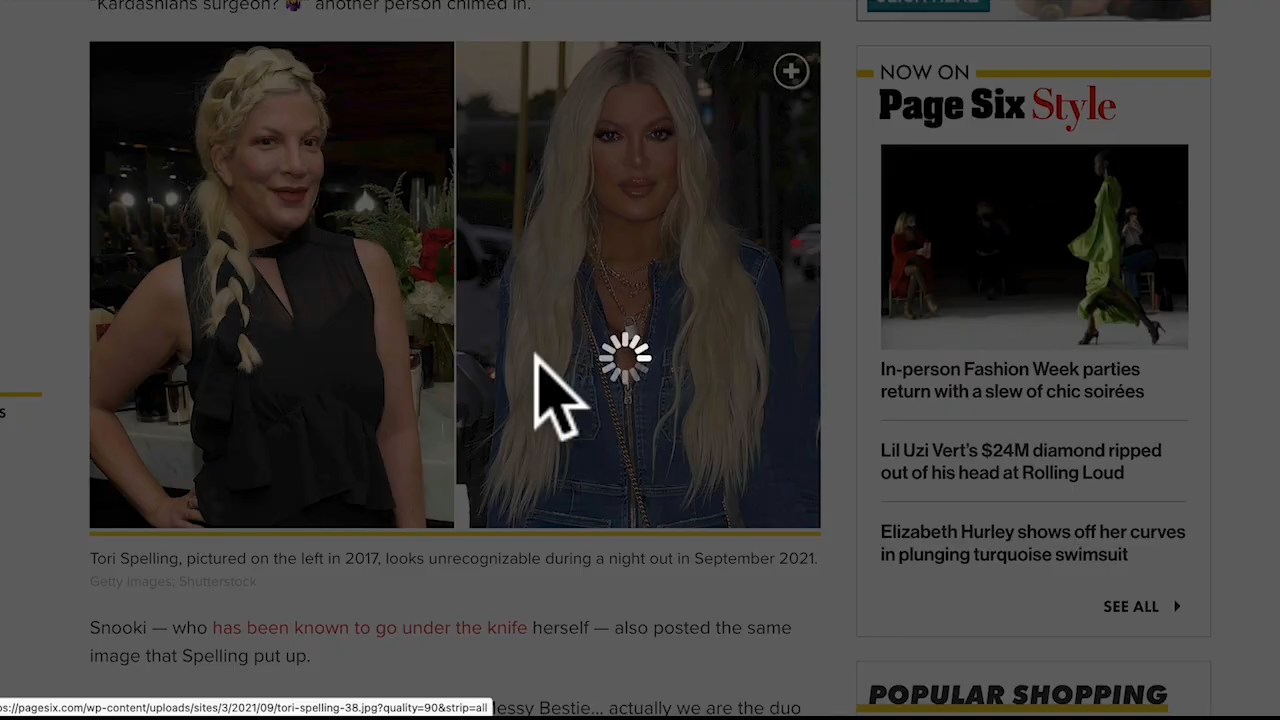 "Kardashians surgeon? 🤷‍♀️" another person chimed in.
CLICK HERE
NOW ON
Page Six Style
In-person Fashion Week parties
return with a slew of chic soirées
Lil Uzi Vert's $24M diamond ripped
out of his head at Rolling Loud
Elizabeth Hurley shows off her curves
in plunging turquoise swimsuit
SEE ALL
S
Tori Spelling, pictured on the left in 2017, looks unrecognizable during a night out in September 2021.
Getty Images; Shutterstock
Snooki — who has been known to go under the knife herself — also posted the same
image that Spelling put up.
POPULAR SHOPPING
ps://pagesix.com/wp-content/uploads/sites/3/2021/09/tori-spelling-38.jpg?quality=90&strip=all
Messy Bestie... actually we are the duo